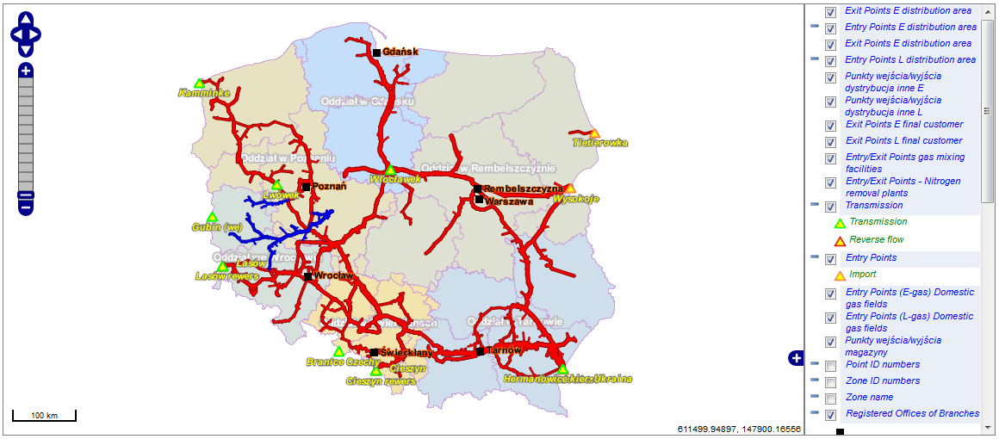 Gdańsk
Kamminke
Oddział w Gdańsku
Tietierowka
Oddział w Poznaniu
Oddział w Rembelszczyźnie
Włocławek
Poznań
Lwówek
Rembelszczyzna
Wysokoje
Warszawa
Gubin (we)
Oddział we Wrocławiu
Lasów
Lasów rewers
Wrocław
Oddział w Świerklanach
Oddział w Tarnowie
Świerklany
Tarnów
Branice Czechy
Cieszyn
Cieszyn rewers
Hermanowice kier. Ukraina
100 km
611499.94897, 147900.16556
Exit Points E distribution area
Entry Points E distribution area
Exit Points E distribution area
Entry Points L distribution area
Punkty wejścia/wyjścia
dystrybucja inne E
Punkty wejścia/wyjścia
dystrybucja inne L
Exit Points E final customer
Exit Points L final customer
Entry/Exit Points gas mixing
facilities
Entry/Exit Points - Nitrogen
removal plants
Transmission
Transmission
Reverse flow
Entry Points
Import
Entry Points (E-gas) Domestic
gas fields
Entry Points (L-gas) Domestic
gas fields
Punkty wejścia/wyjścia
magazyny
Point ID numbers
Zone ID numbers
Zone name
Registered Offices of Branches